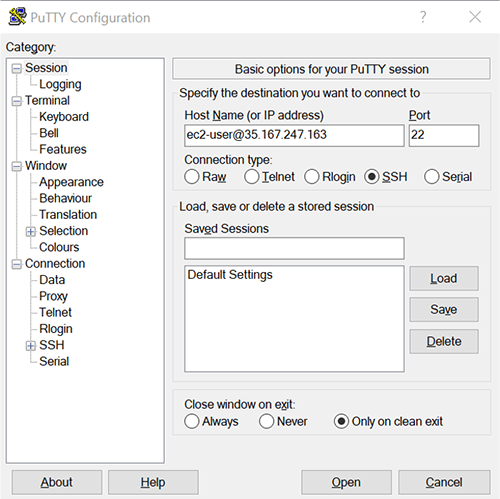 PuTTY Configuration ? ×
Category:
Session
Logging
Terminal
Keyboard
Bell
Features
Window
Appearance
Behaviour
Translation
Selection
Colours
Connection
Data
Proxy
Telnet
Rlogin
SSH
Serial
Basic options for your PuTTY session
Specify the destination you want to connect to
Host Name (or IP address) Port
ec2-user@35.167.247.163 22
Connection type:
Raw Telnet Rlogin SSH Serial
Load, save or delete a stored session
Saved Sessions
Default Settings
Load
Save
Delete
Close window on exit:
Always Never Only on clean exit
About Help Open Cancel